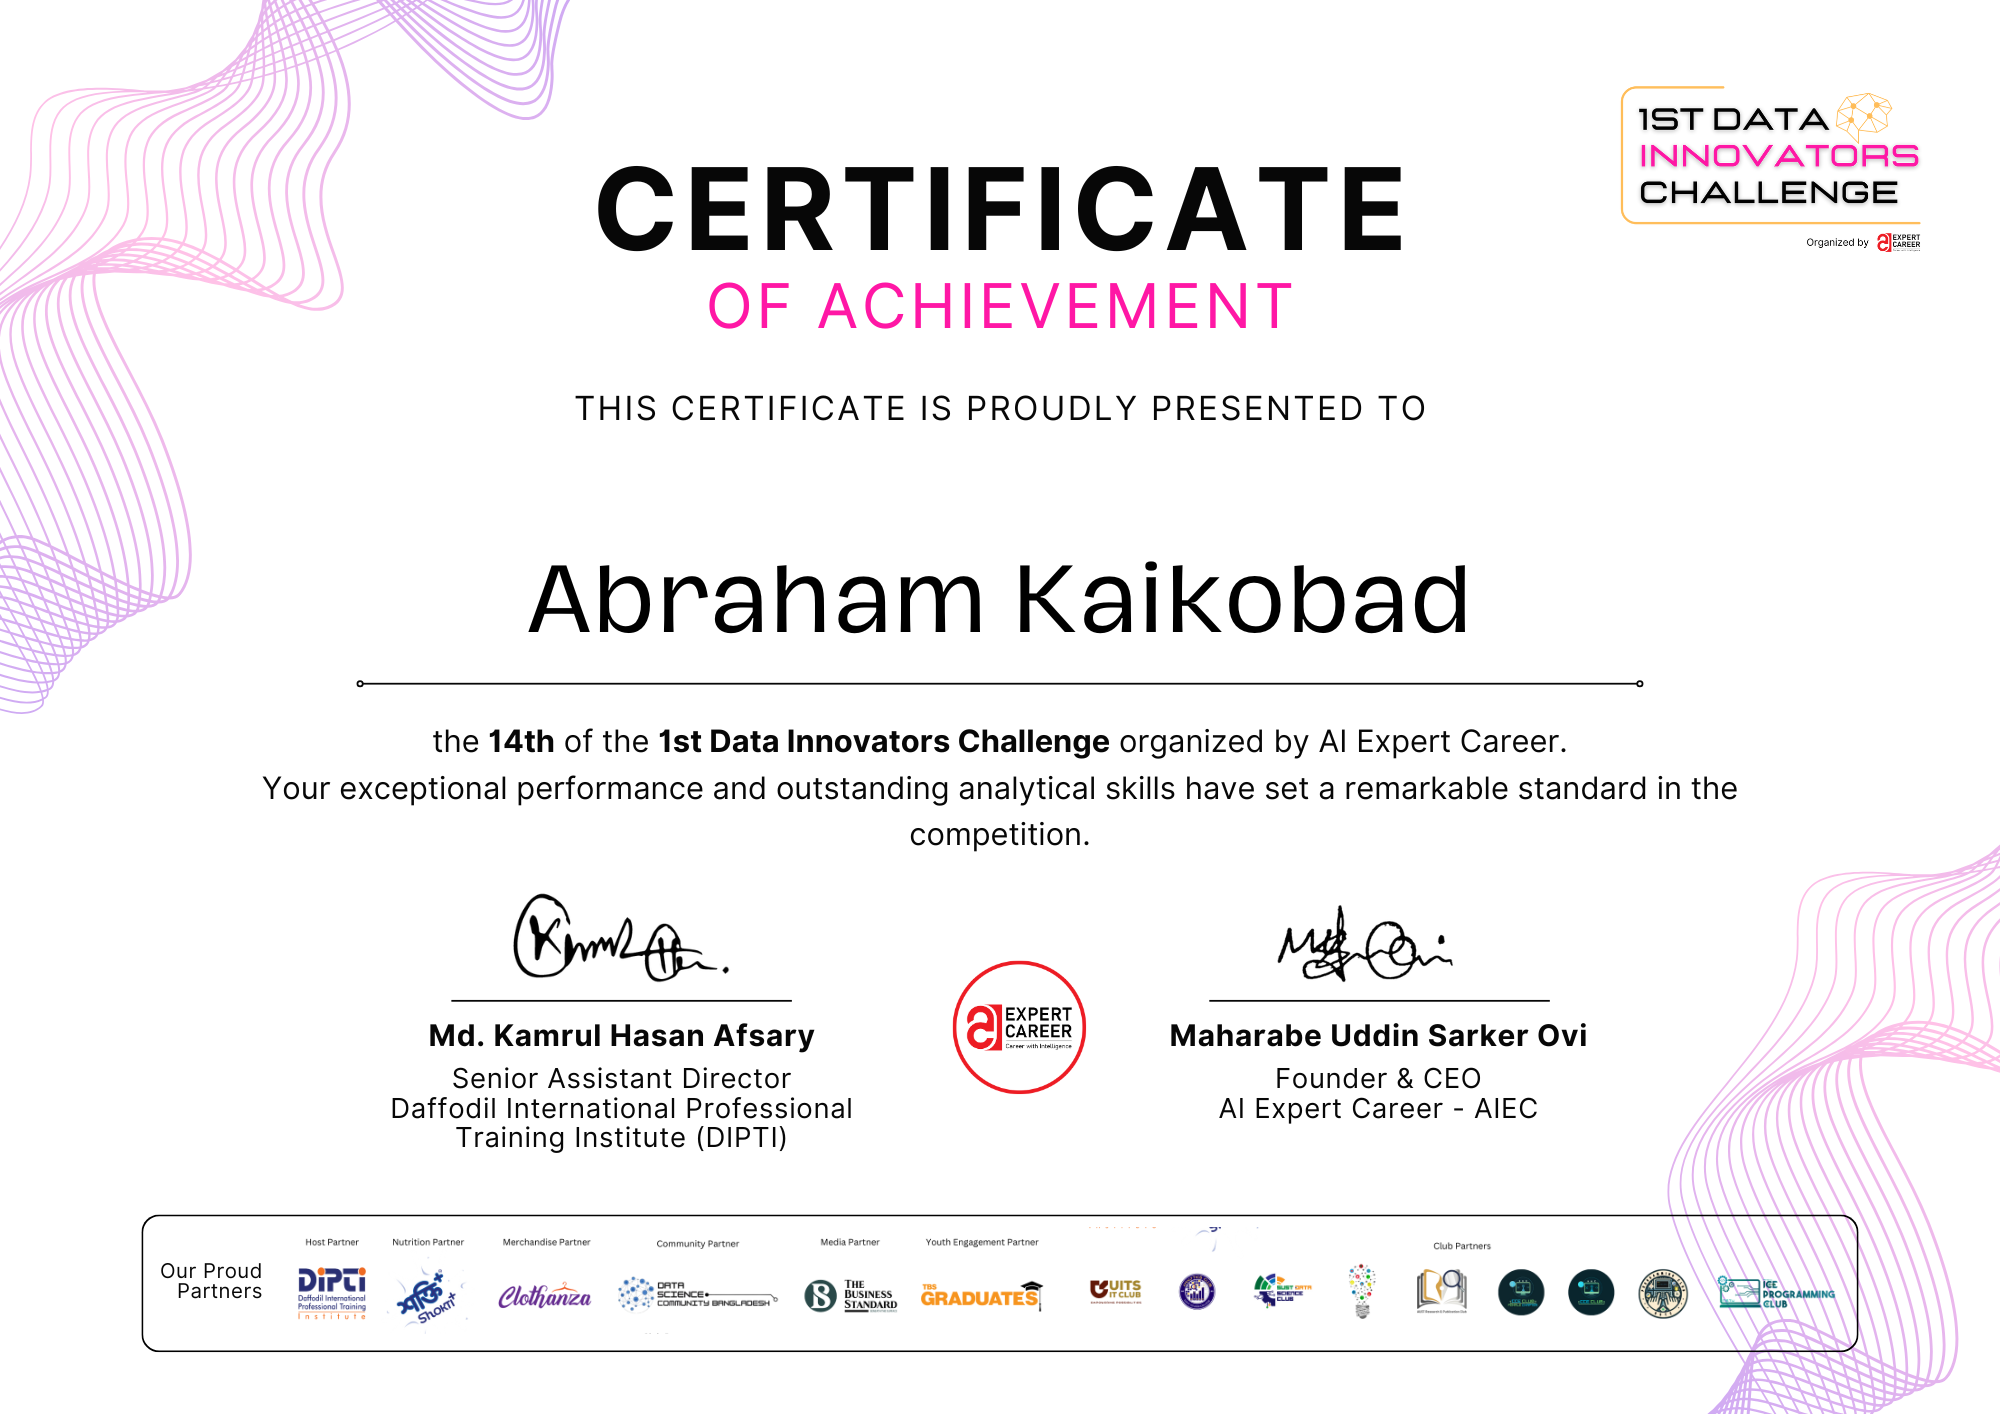 1ST DATA
INNOVATORS
CHALLENGE
Organized by
EXPERT
CAREER
CERTIFICATE
OF ACHIEVEMENT
THIS CERTIFICATE IS PROUDLY PRESENTED TO
Abraham Kaikobad
the 14th of the 1st Data Innovators Challenge organized by AI Expert Career.
Your exceptional performance and outstanding analytical skills have set a remarkable standard in the
competition.
Md. Kamrul Hasan Afsary
Senior Assistant Director
Daffodil International Professional
Training Institute (DIPTI)
EXPERT
CAREER
Career with Intelligence
Maharabe Uddin Sarker Ovi
Founder & CEO
AI Expert Career - AIEC
Our Proud
Partners
Host Partner
DIPTI
Daffodil International
Professional Training
Institute
Nutrition Partner
শক্তি
Shokti
Merchandise Partner
Clothanza
Community Partner
DATA
SCIENCE
COMMUNITY BANGLADESH
Media Partner
THE
BUSINESS
STANDARD
Youth Engagement Partner
TBS
GRADUATES
Club Partners
UITS
IT CLUB
DATA
SCIENCE
CLUB
ICE
PROGRAMMING
CLUB